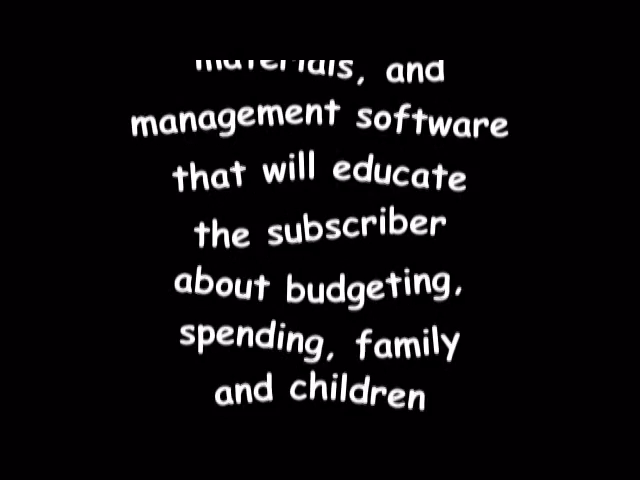 materials, and
management software
that will educate
the subscriber
about budgeting,
spending, family
and children